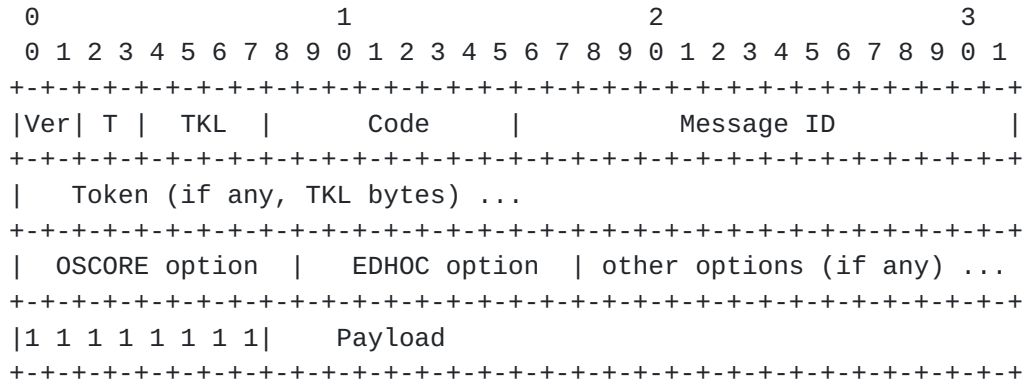 0                   1                   2                   3
 0 1 2 3 4 5 6 7 8 9 0 1 2 3 4 5 6 7 8 9 0 1 2 3 4 5 6 7 8 9 0 1
+-+-+-+-+-+-+-+-+-+-+-+-+-+-+-+-+-+-+-+-+-+-+-+-+-+-+-+-+-+-+-+-+
|Ver| T |  TKL  |      Code     |          Message ID           |
+-+-+-+-+-+-+-+-+-+-+-+-+-+-+-+-+-+-+-+-+-+-+-+-+-+-+-+-+-+-+-+-+
|   Token (if any, TKL bytes) ...
+-+-+-+-+-+-+-+-+-+-+-+-+-+-+-+-+-+-+-+-+-+-+-+-+-+-+-+-+-+-+-+-+
|  OSCORE option  |   EDHOC option  | other options (if any) ...
+-+-+-+-+-+-+-+-+-+-+-+-+-+-+-+-+-+-+-+-+-+-+-+-+-+-+-+-+-+-+-+-+
|1 1 1 1 1 1 1 1|    Payload
+-+-+-+-+-+-+-+-+-+-+-+-+-+-+-+-+-+-+-+-+-+-+-+-+-+-+-+-+-+-+-+-+